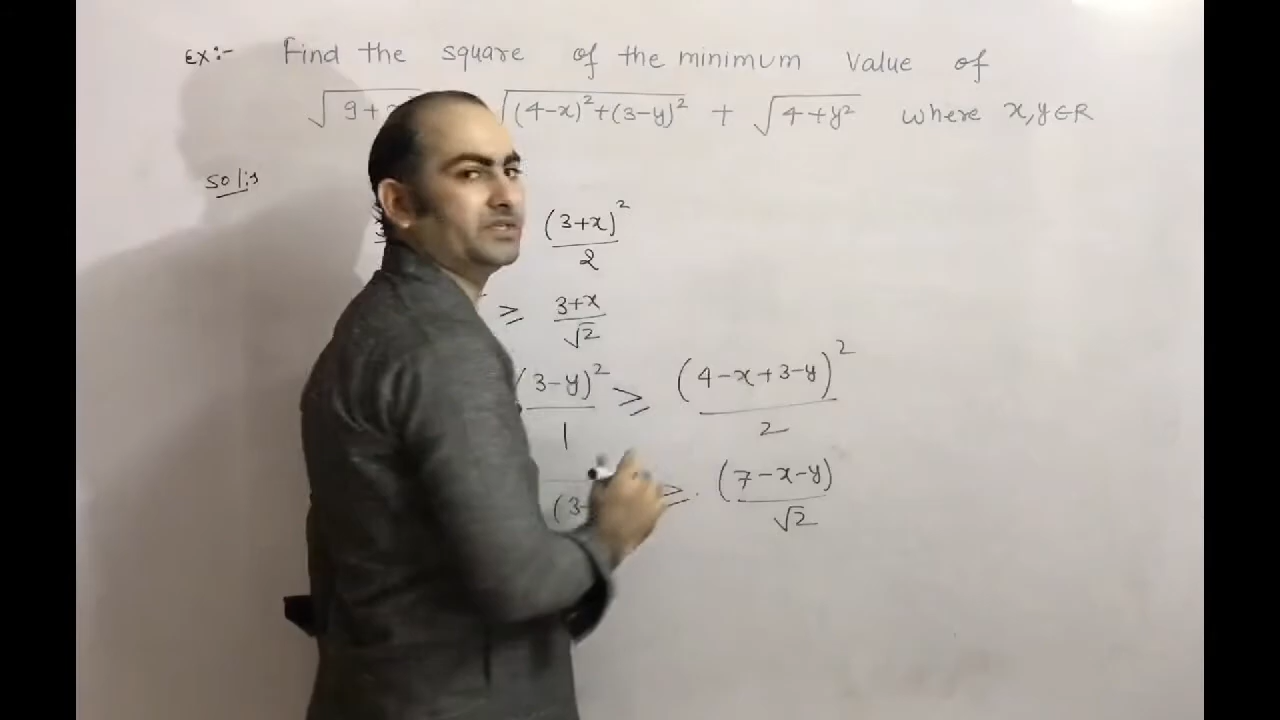 Ex:- Find the square of the minimum value of
√9+ √(4-x)²+(3-y)² + √4+y² where x,y∈R
Sol:
(3+x)²/2
≥ (3+x)/√2
(3-y)²/1 ≥ (4-x+3-y)²/2
(3- ≥ (7-x-y)/√2